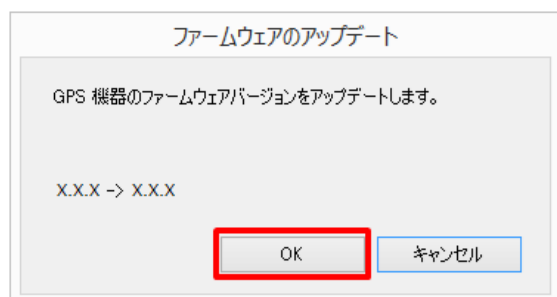 ファームウェアのアップデート
GPS 機器のファームウェアバージョンをアップデートします。
X.X.X -> X.X.X
OK
キャンセル